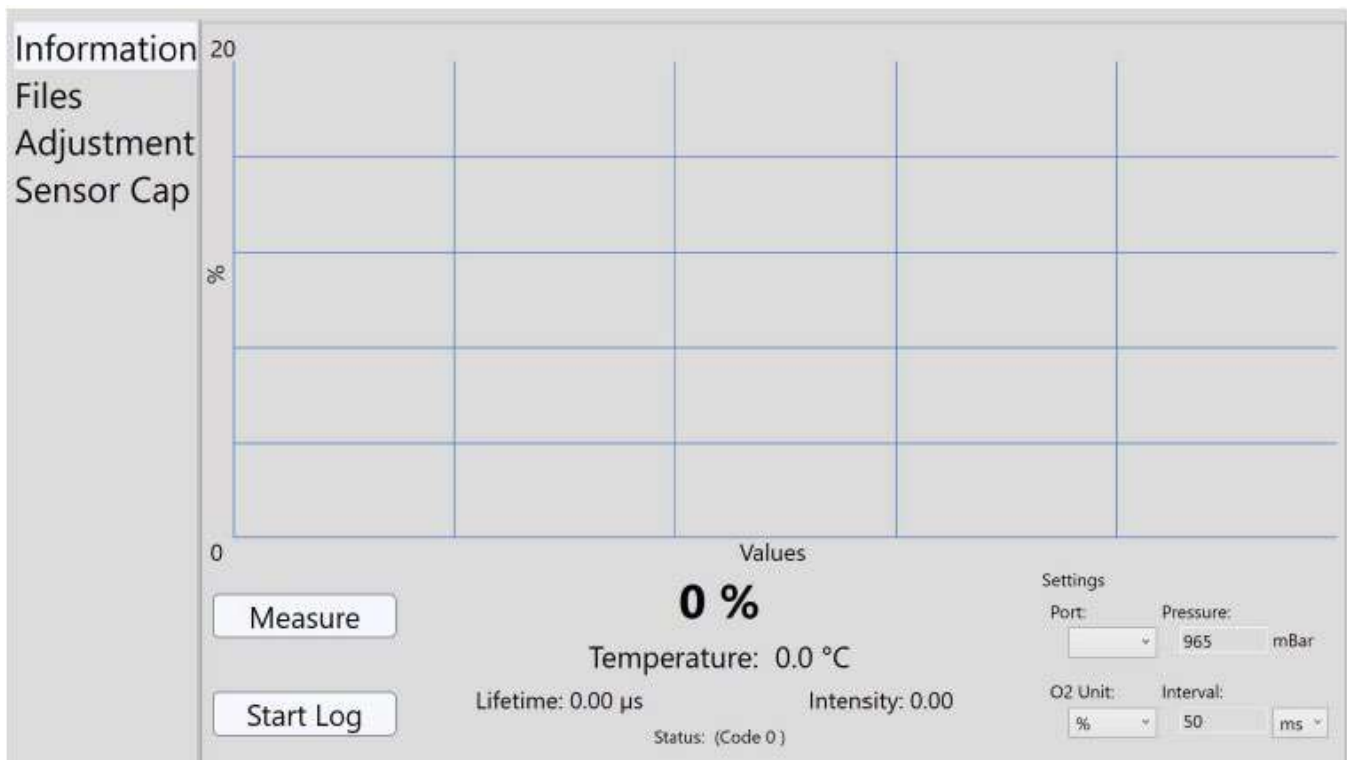 Information
Files
Adjustment
Sensor Cap
20
%
0
Values
Measure
Start Log
0 %
Temperature: 0.0 °C
Lifetime: 0.00 µs Intensity: 0.00
Status: (Code 0 )
Settings
Port: Pressure:
965 mBar
O2 Unit: Interval:
% 50 ms